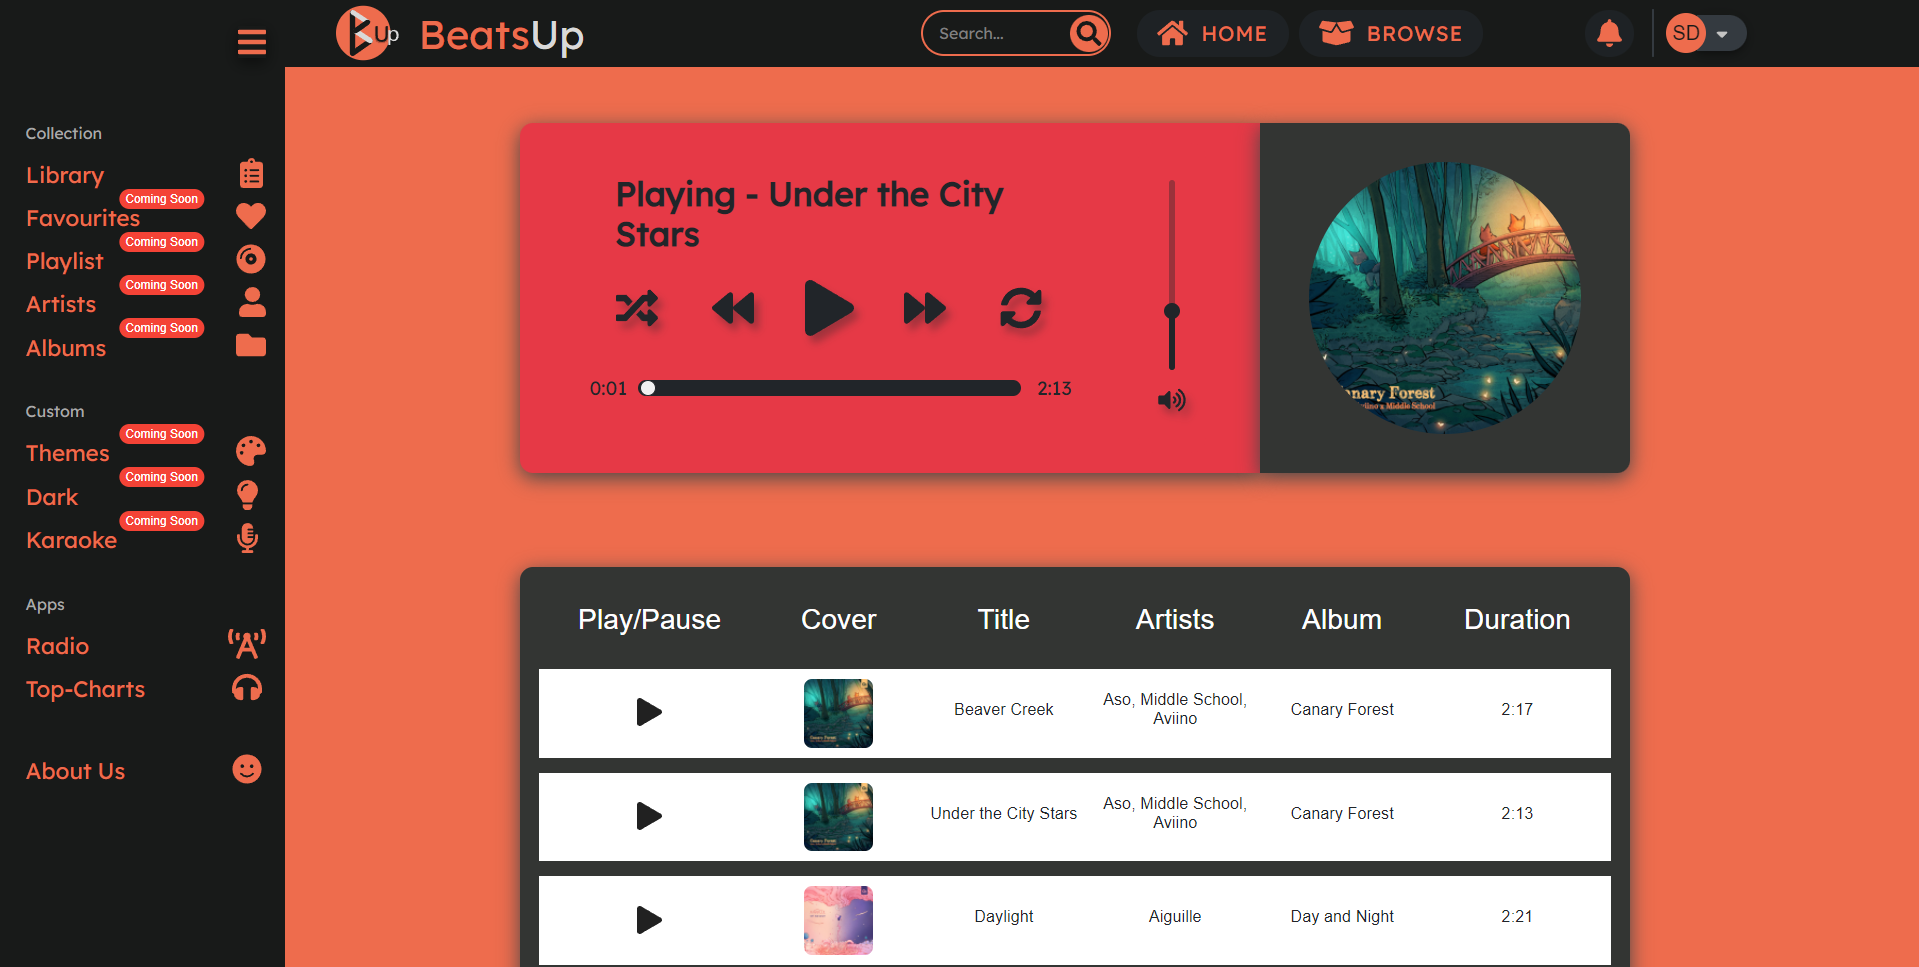 Up
BeatsUp
Search...
HOME
BROWSE
SD
Collection
Library
Coming Soon
Favourites
Coming Soon
Playlist
Coming Soon
Artists
Coming Soon
Albums
Custom
Coming Soon
Themes
Coming Soon
Dark
Coming Soon
Karaoke
Apps
Radio
Top-Charts
About Us
Playing - Under the City
Stars
0:01
2:13
nary Forest
Middle School
Play/Pause Cover Title Artists Album Duration
Beaver Creek Aso, Middle School, Canary Forest 2:17
Aviino
Under the City Stars Aso, Middle School, Canary Forest 2:13
Aviino
Daylight Aiguille Day and Night 2:21